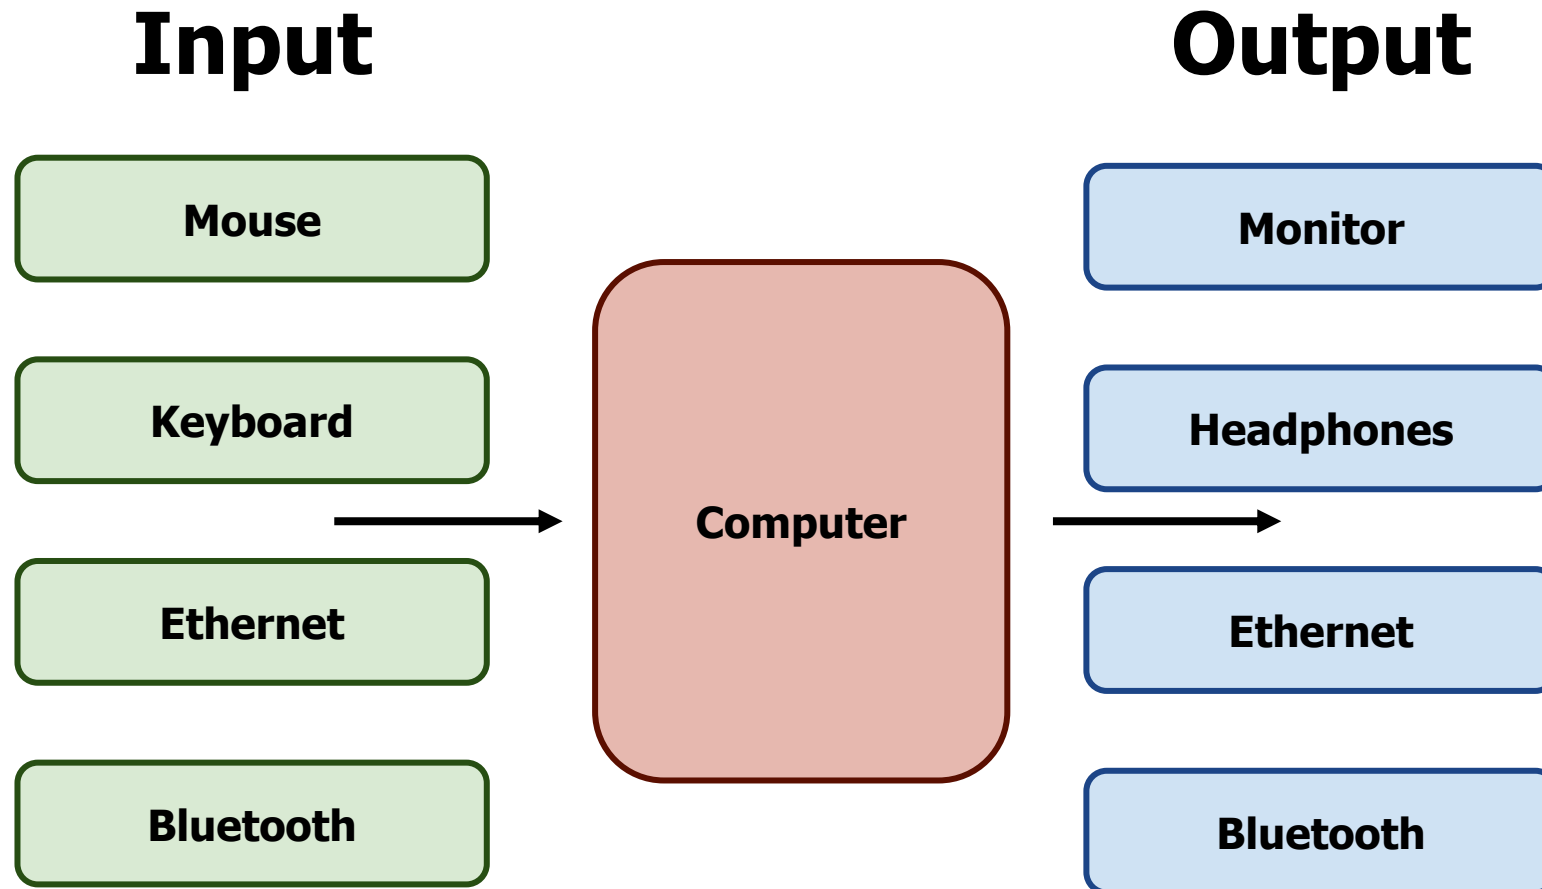 Input
Output
Mouse
Keyboard
Ethernet
Bluetooth
Computer
Monitor
Headphones
Ethernet
Bluetooth